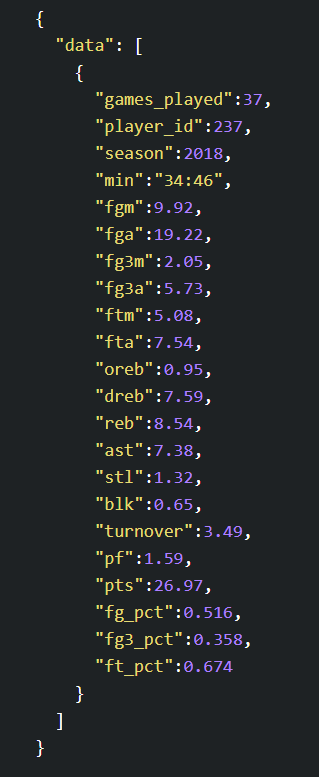 {
"data": [
{
"games_played":37,
"player_id":237,
"season":2018,
"min":"34:46",
"fgm":9.92,
"fga":19.22,
"fg3m":2.05,
"fg3a":5.73,
"ftm":5.08,
"fta":7.54,
"oreb":0.95,
"dreb":7.59,
"reb":8.54,
"ast":7.38,
"stl":1.32,
"blk":0.65,
"turnover":3.49,
"pf":1.59,
"pts":26.97,
"fg_pct":0.516,
"fg3_pct":0.358,
"ft_pct":0.674
}
]
}